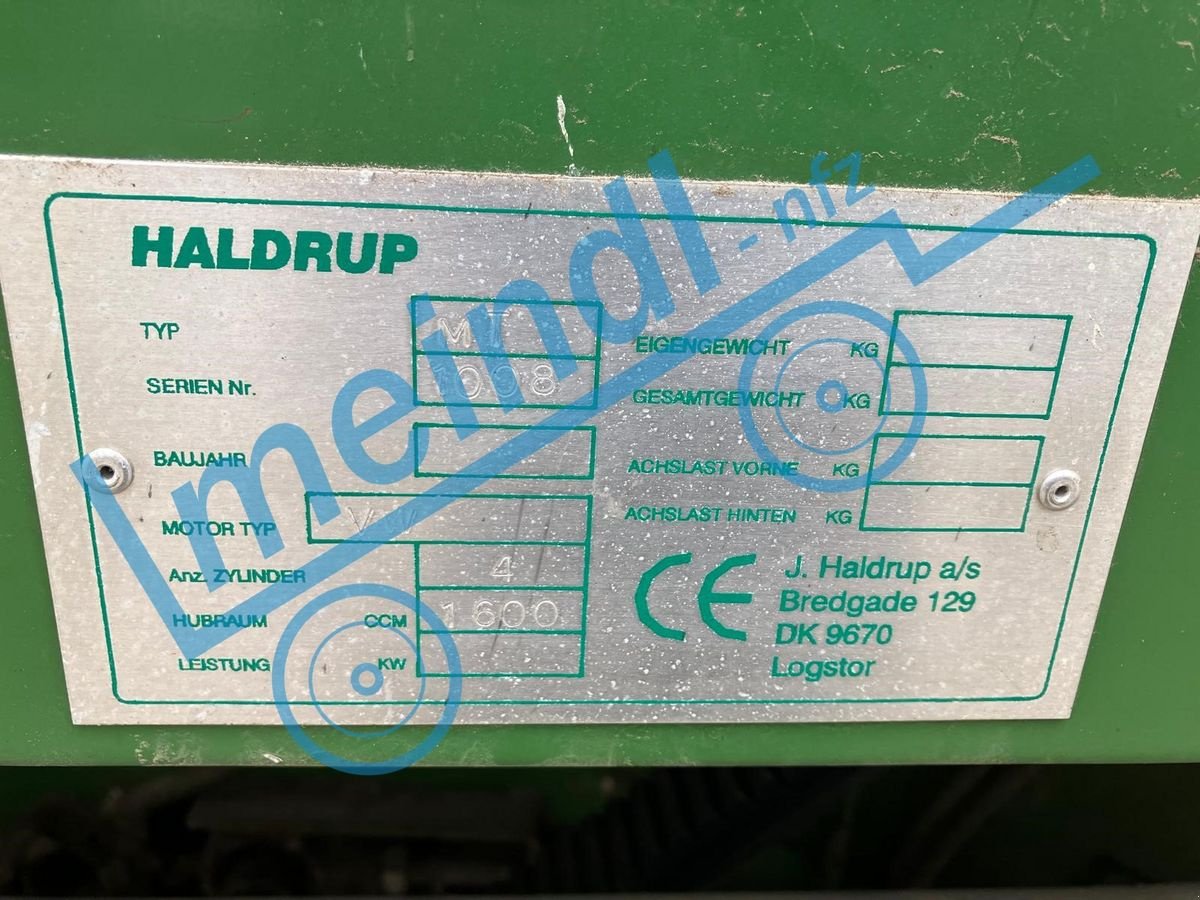 HALDRUP
TYP MT
SERIEN Nr.
BAUJAHR
MOTOR TYP VW
Anz. ZYLINDER 4
HUBRAUM CCM 1600
LEISTUNG KW
EIGENGEWICHT KG
GESAMTGEWICHT KG
ACHSLAST VORNE KG
ACHSLAST HINTEN KG
CE
J. Haldrup a/s
Bredgade 129
DK 9670
Logstor
meindl-nfz